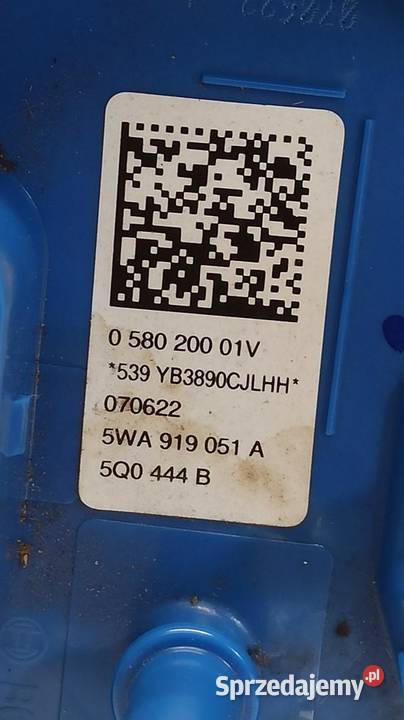 0 580 200 01V
*539 YB3890CJLHH*
070622
5WA 919 051 A
5Q0 444 B
Sprzedajemy.pl